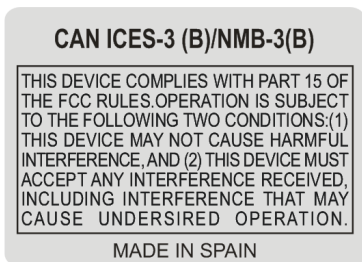 CAN ICES-3 (B)/NMB-3(B)
THIS DEVICE COMPLIES WITH PART 15 OF
THE FCC RULES.OPERATION IS SUBJECT
TO THE FOLLOWING TWO CONDITIONS:(1)
THIS DEVICE MAY NOT CAUSE HARMFUL
INTERFERENCE, AND (2) THIS DEVICE MUST
ACCEPT ANY INTERFERENCE RECEIVED,
INCLUDING INTERFERENCE THAT MAY
CAUSE UNDERSIRED OPERATION.
MADE IN SPAIN